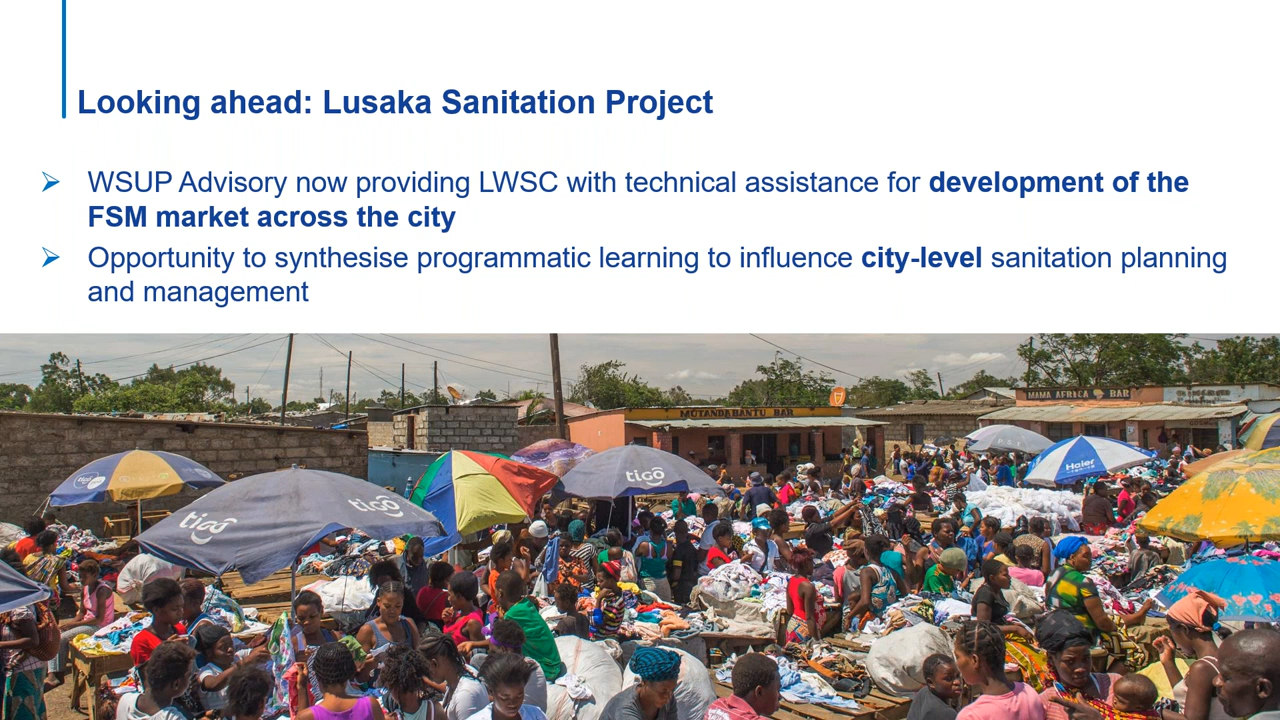 Looking ahead: Lusaka Sanitation Project
WSUP Advisory now providing LWSC with technical assistance for development of the
FSM market across the city
Opportunity to synthesise programmatic learning to influence city-level sanitation planning
and management
MUTANDABANTU BAR
MAMA AFRICA BAR
tigo
tigo
tigo
Haier